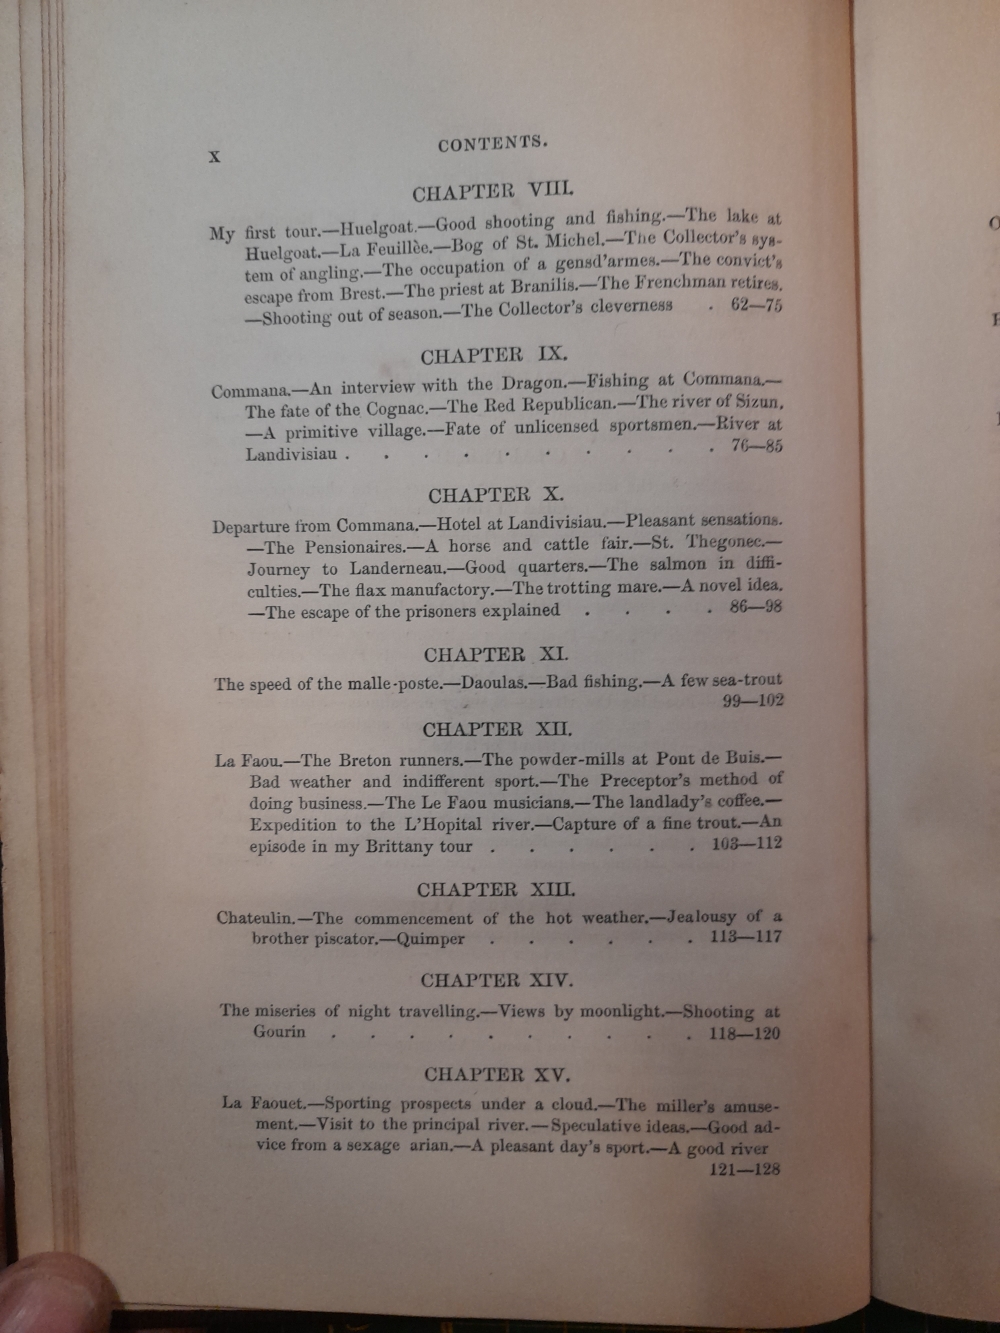 x
CONTENTS.
CHAPTER VIII.
My first tour.—Huelgoat.—Good shooting and fishing.—The lake at
Huelgoat.—La Feuillèe.—Bog of St. Michel.—The Collector's sys-
tem of angling.—The occupation of a gensd'armes.—The convict's
escape from Brest.—The priest at Branilis.—The Frenchman retires.
—Shooting out of season.—The Collector's cleverness . 62—75
CHAPTER IX.
Commana.—An interview with the Dragon.—Fishing at Commana.—
The fate of the Cognac.—The Red Republican.—The river of Sizun.
—A primitive village.—Fate of unlicensed sportsmen.—River at
Landivisiau . . . . . . . . . . 76—85
CHAPTER X.
Departure from Commana.—Hotel at Landivisiau.—Pleasant sensations.
—The Pensionaires.—A horse and cattle fair.—St. Thegonec.—
Journey to Landerneau.—Good quarters.—The salmon in diffi-
culties.—The flax manufactory.—The trotting mare.—A novel idea.
—The escape of the prisoners explained . . . . 86—98
CHAPTER XI.
The speed of the malle-poste.—Daoulas.—Bad fishing.—A few sea-trout
99—102
CHAPTER XII.
La Faou.—The Breton runners.—The powder-mills at Pont de Buis.—
Bad weather and indifferent sport.—The Preceptor's method of
doing business.—The Le Faou musicians.—The landlady's coffee.—
Expedition to the L'Hopital river.—Capture of a fine trout.—An
episode in my Brittany tour . . . . . . 103—112
CHAPTER XIII.
Chateulin.—The commencement of the hot weather.—Jealousy of a
brother piscator.—Quimper . . . . . . 113—117
CHAPTER XIV.
The miseries of night travelling.—Views by moonlight.—Shooting at
Gourin . . . . . . . . . . 118—120
CHAPTER XV.
La Faouet.—Sporting prospects under a cloud.—The miller's amuse-
ment.—Visit to the principal river.—Speculative ideas.—Good ad-
vice from a sexage arian.—A pleasant day's sport.—A good river
121—128